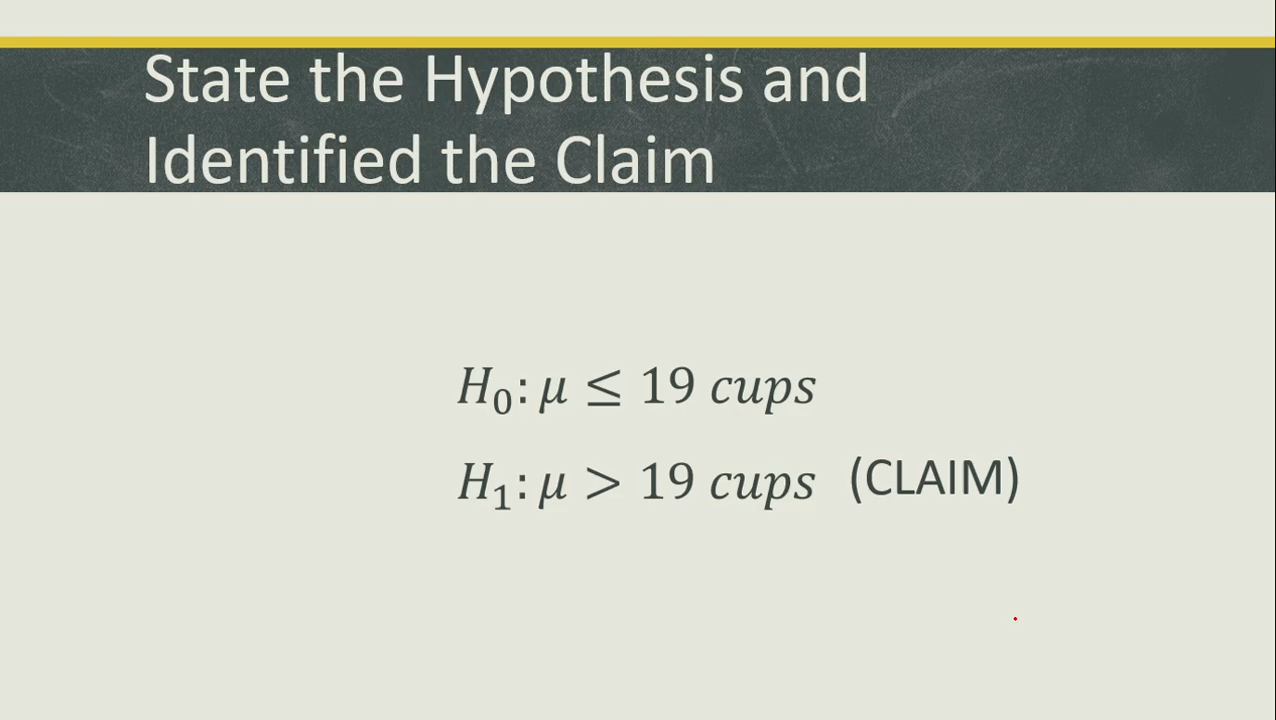 State the Hypothesis and
Identified the Claim
H₀: μ ≤ 19 cups
H₁: μ > 19 cups (CLAIM)